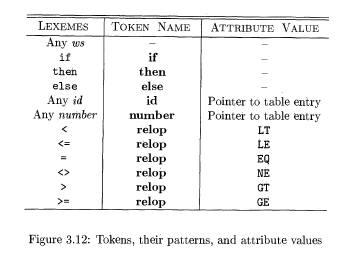 LEXEMES TOKEN NAME ATTRIBUTE VALUE
Any ws – –
if if –
then then –
else else –
Any id id Pointer to table entry
Any number number Pointer to table entry
< relop LT
<= relop LE
= relop EQ
<> relop NE
> relop GT
>= relop GE
Figure 3.12: Tokens, their patterns, and attribute values